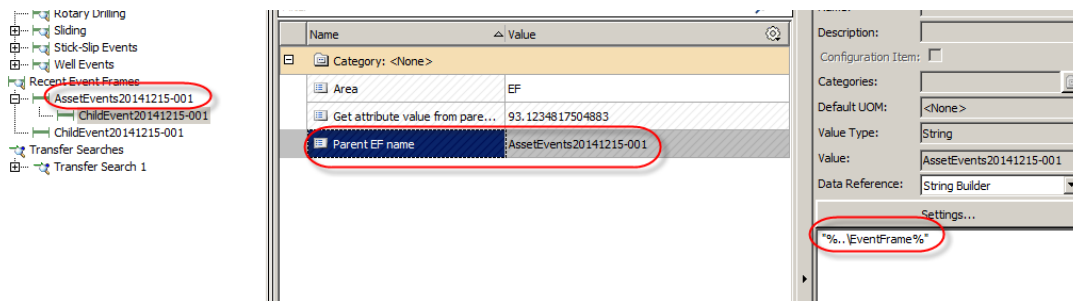 Rotary Drilling
Sliding
Stick-Slip Events
Well Events
Recent Event Frames
AssetEvents20141215-001
ChildEvent20141215-001
ChildEvent20141215-001
Transfer Searches
Transfer Search 1
Name Value
Category: <None>
Area EF
Get attribute value from pare... 93.1234817504883
Parent EF name AssetEvents20141215-001
Description:
Configuration Item:
Categories:
Default UOM: <None>
Value Type: String
Value: AssetEvents20141215-001
Data Reference: String Builder
Settings...
"%..\EventFrame%"